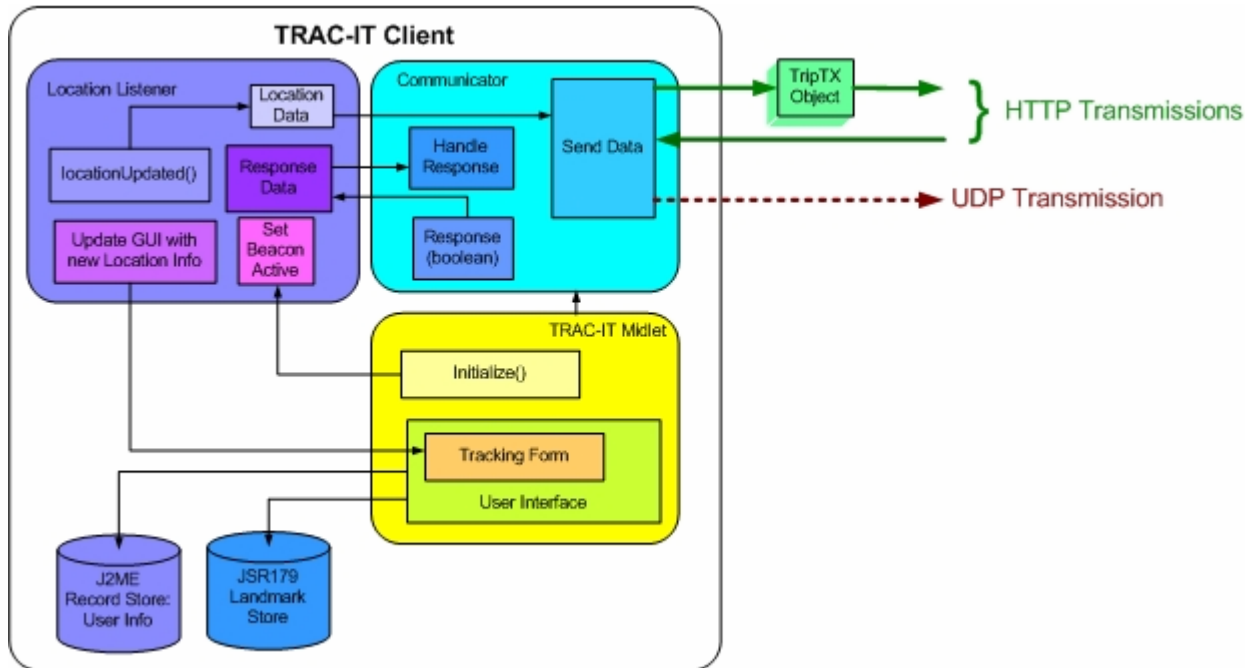 TRAC-IT Client
Location Listener
Location
Data
locationUpdated()
Response
Data
Update GUI with
new Location Info
Set
Beacon
Active
Communicator
Handle
Response
Response
(boolean)
Send Data
TripTX
Object
HTTP Transmissions
UDP Transmission
TRAC-IT Midlet
Initialize()
Tracking Form
User Interface
J2ME
Record Store:
User Info
JSR179
Landmark
Store